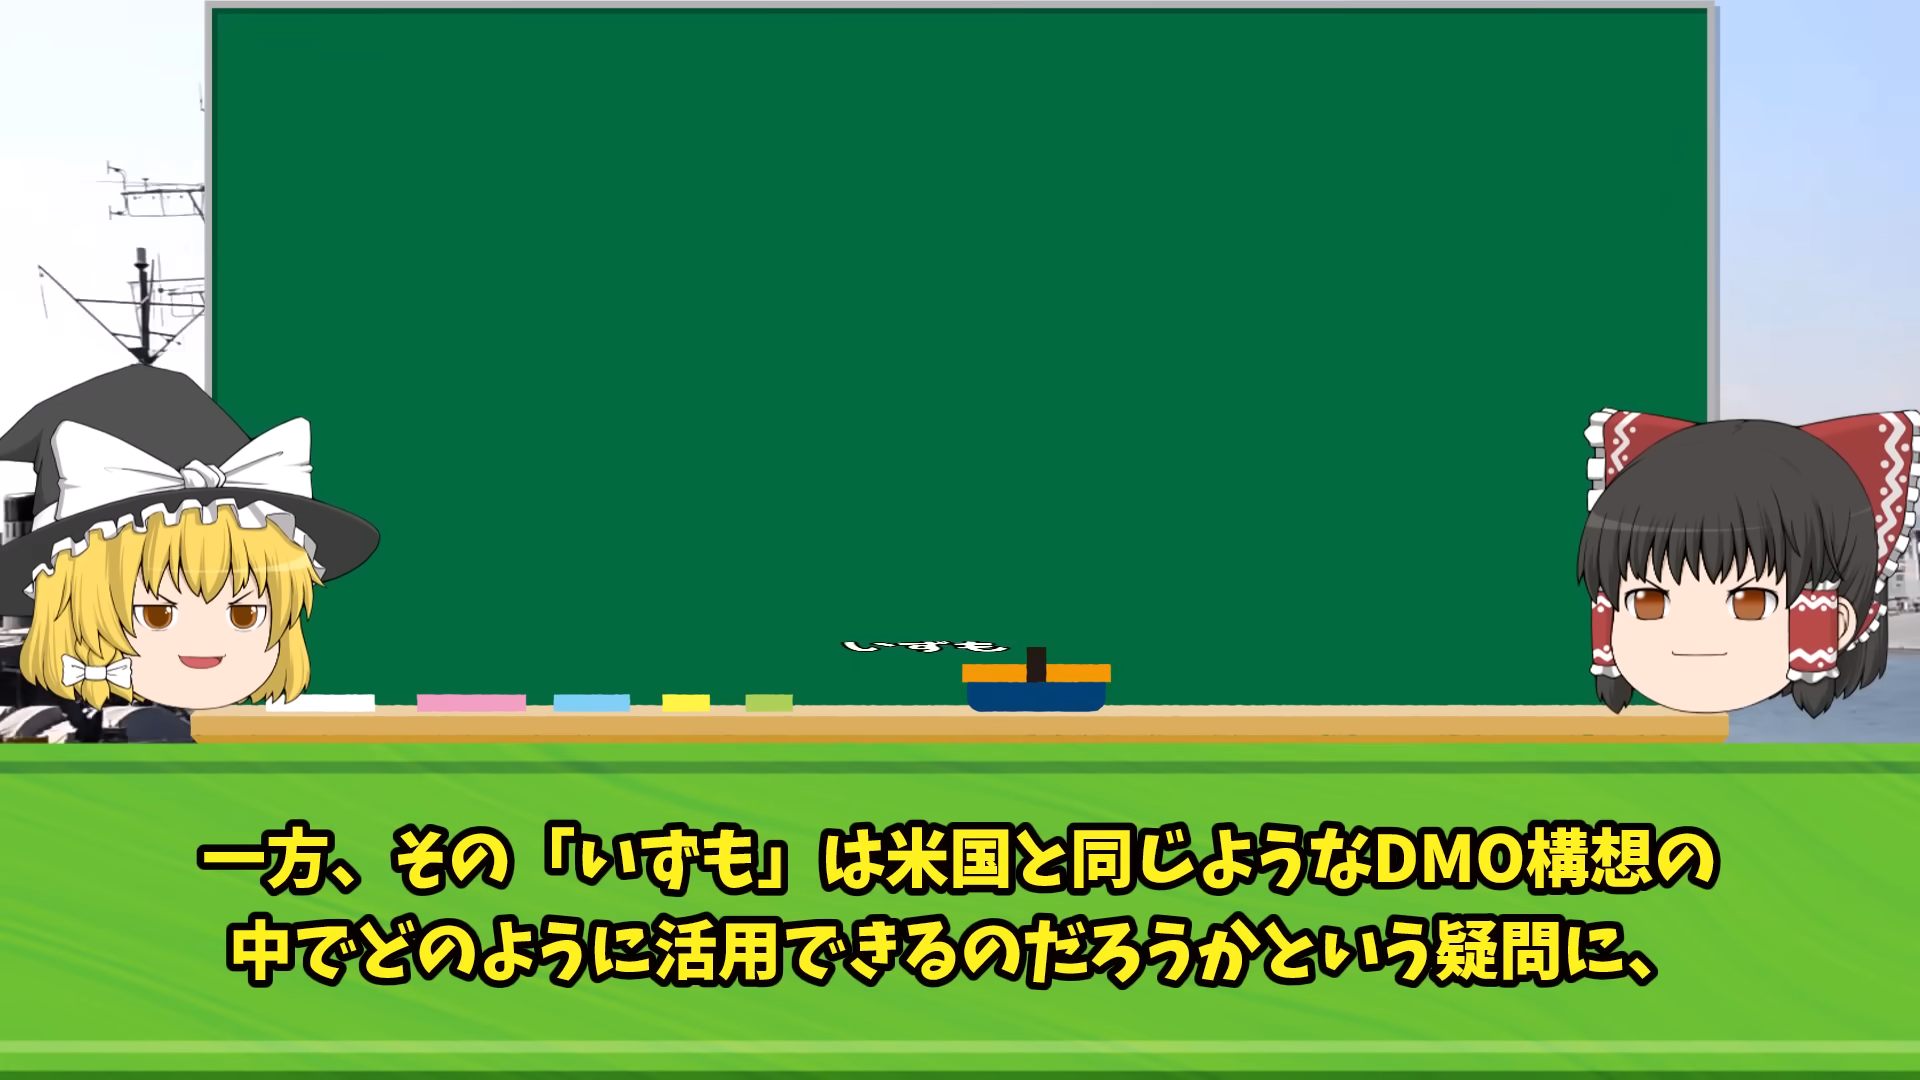 いずも
一方、その「いずも」は米国と同じようなDMO構想の
中でどのように活用できるのだろうかという疑問に、